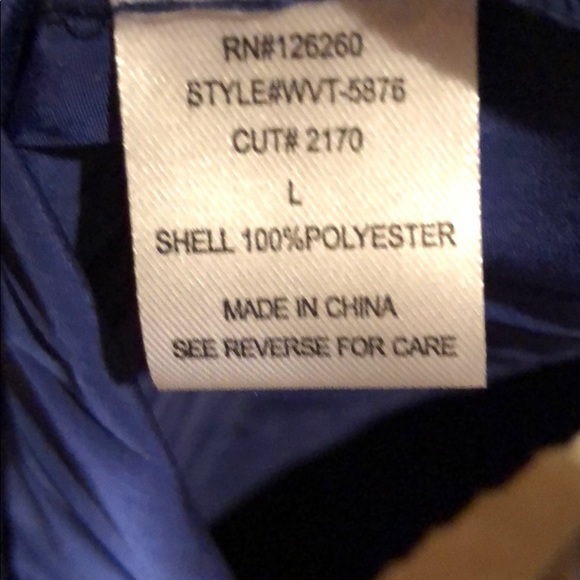 RN#126260
STYLE#WVT-5876
CUT# 2170
L
SHELL 100%POLYESTER
MADE IN CHINA
SEE REVERSE FOR CARE